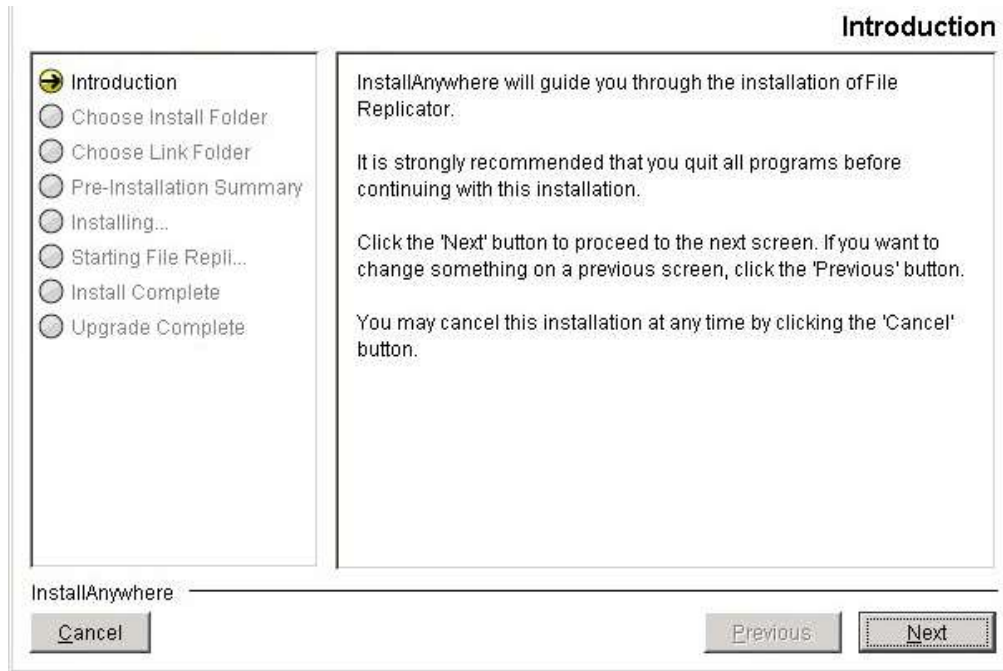 Introduction
Introduction
Choose Install Folder
Choose Link Folder
Pre-Installation Summary
Installing...
Starting File Repli...
Install Complete
Upgrade Complete
InstallAnywhere will guide you through the installation of File
Replicator.
It is strongly recommended that you quit all programs before
continuing with this installation.
Click the 'Next' button to proceed to the next screen. If you want to
change something on a previous screen, click the 'Previous' button.
You may cancel this installation at any time by clicking the 'Cancel'
button.
InstallAnywhere
Cancel
Previous
Next